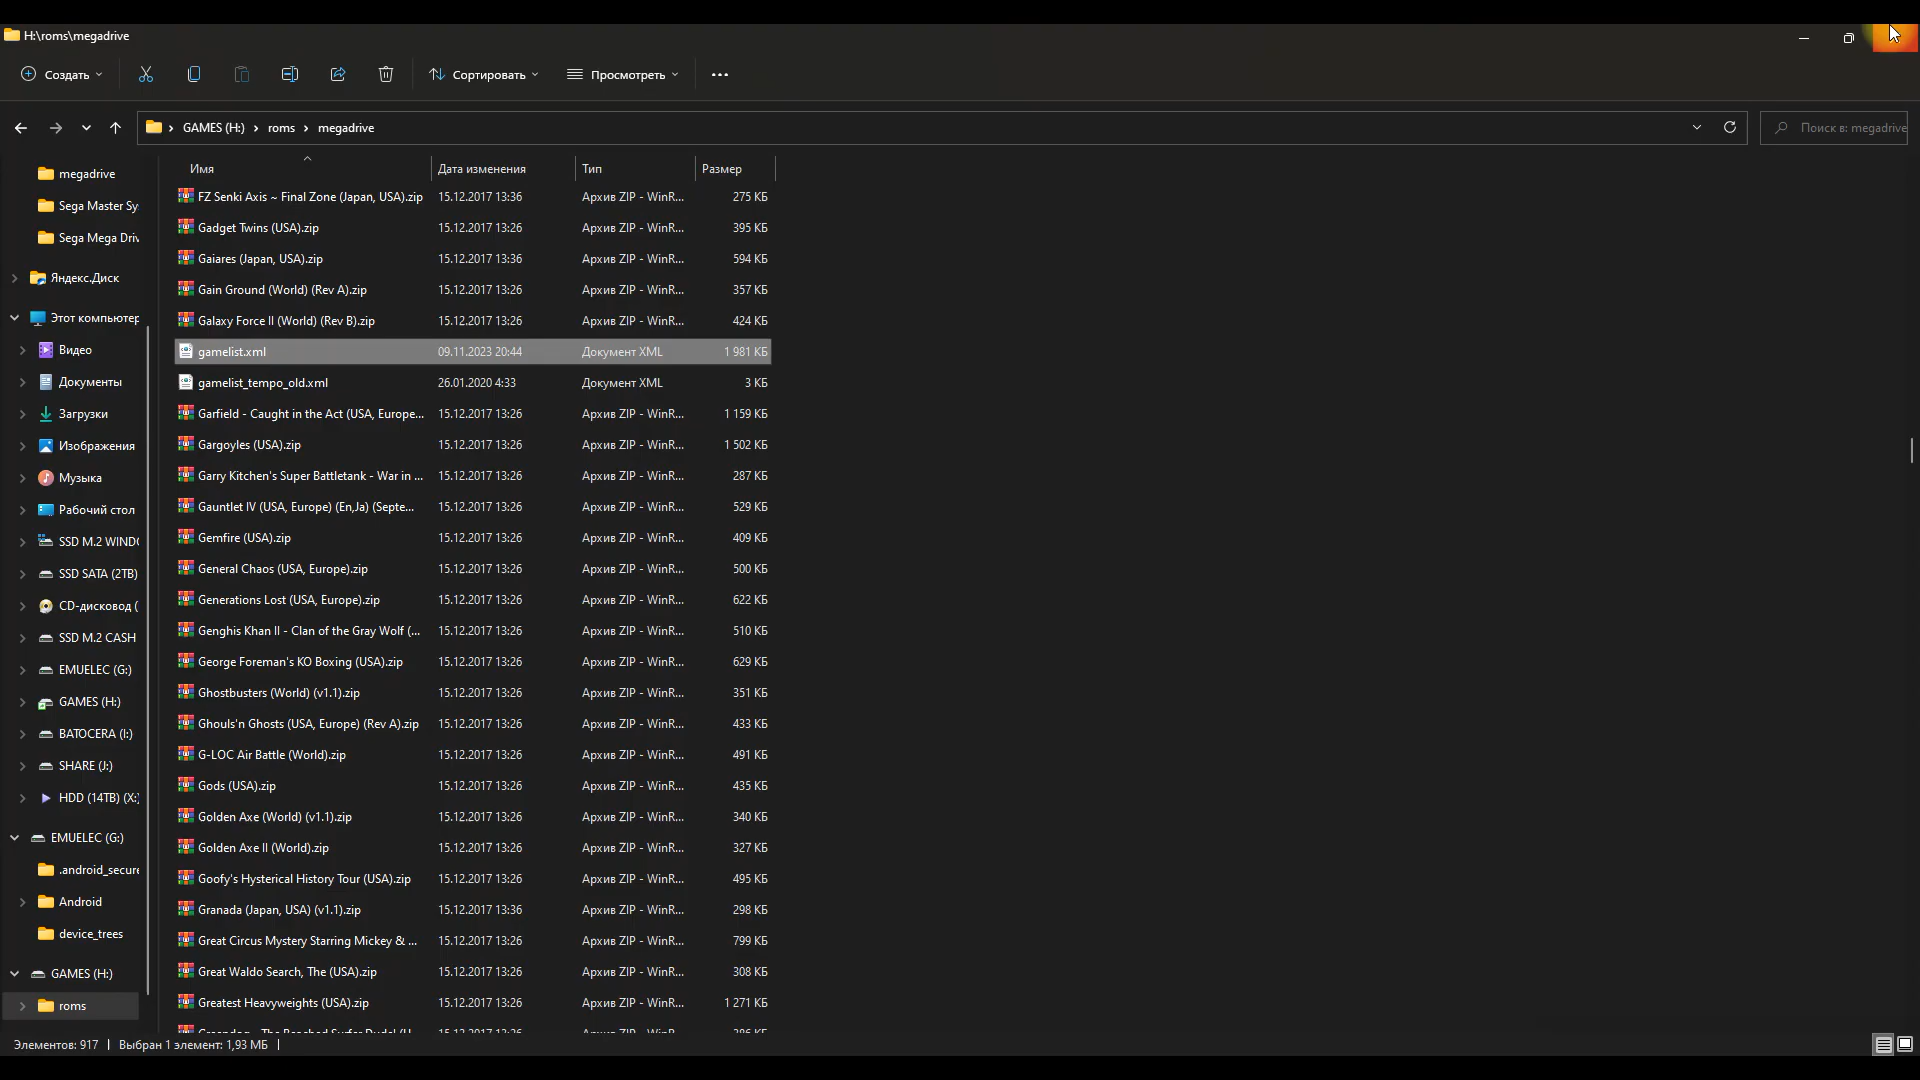 H:\roms\megadrive
Создать
Сортировать
Просмотреть
GAMES (H:) roms megadrive
Поиск в: megadrive
Имя Дата изменения Тип Размер
megadrive
Sega Master Sy
Sega Mega Driv
Яндекс.Диск
Этот компьютер
Видео
Документы
Загрузки
Изображения
Музыка
Рабочий стол
SSD M.2 WIND
SSD SATA (2TB)
CD-дисковод (
SSD M.2 CASH
EMUELEC (G:)
GAMES (H:)
BATOCERA (I:)
SHARE (J:)
HDD (14TB) (X:)
EMUELEC (G:)
.android_secure
Android
device_trees
GAMES (H:)
roms
FZ Senki Axis ~ Final Zone (Japan, USA).zip 15.12.2017 13:36 Архив ZIP - WinR... 275 КБ
Gadget Twins (USA).zip 15.12.2017 13:26 Архив ZIP - WinR... 395 КБ
Gaiares (Japan, USA).zip 15.12.2017 13:36 Архив ZIP - WinR... 594 КБ
Gain Ground (World) (Rev A).zip 15.12.2017 13:26 Архив ZIP - WinR... 357 КБ
Galaxy Force II (World) (Rev B).zip 15.12.2017 13:26 Архив ZIP - WinR... 424 КБ
gamelist.xml 09.11.2023 20:44 Документ XML 1 981 КБ
gamelist_tempo_old.xml 26.01.2020 4:33 Документ XML 3 КБ
Garfield - Caught in the Act (USA, Europe... 15.12.2017 13:26 Архив ZIP - WinR... 1 159 КБ
Gargoyles (USA).zip 15.12.2017 13:26 Архив ZIP - WinR... 1 502 КБ
Garry Kitchen's Super Battletank - War in ... 15.12.2017 13:26 Архив ZIP - WinR... 287 КБ
Gauntlet IV (USA, Europe) (En,Ja) (Septe... 15.12.2017 13:26 Архив ZIP - WinR... 529 КБ
Gemfire (USA).zip 15.12.2017 13:26 Архив ZIP - WinR... 409 КБ
General Chaos (USA, Europe).zip 15.12.2017 13:26 Архив ZIP - WinR... 500 КБ
Generations Lost (USA, Europe).zip 15.12.2017 13:26 Архив ZIP - WinR... 622 КБ
Genghis Khan II - Clan of the Gray Wolf (... 15.12.2017 13:26 Архив ZIP - WinR... 510 КБ
George Foreman's KO Boxing (USA).zip 15.12.2017 13:26 Архив ZIP - WinR... 629 КБ
Ghostbusters (World) (v1.1).zip 15.12.2017 13:26 Архив ZIP - WinR... 351 КБ
Ghouls'n Ghosts (USA, Europe) (Rev A).zip 15.12.2017 13:26 Архив ZIP - WinR... 433 КБ
G-LOC Air Battle (World).zip 15.12.2017 13:26 Архив ZIP - WinR... 491 КБ
Gods (USA).zip 15.12.2017 13:26 Архив ZIP - WinR... 435 КБ
Golden Axe (World) (v1.1).zip 15.12.2017 13:26 Архив ZIP - WinR... 340 КБ
Golden Axe II (World).zip 15.12.2017 13:26 Архив ZIP - WinR... 327 КБ
Goofy's Hysterical History Tour (USA).zip 15.12.2017 13:26 Архив ZIP - WinR... 495 КБ
Granada (Japan, USA) (v1.1).zip 15.12.2017 13:36 Архив ZIP - WinR... 298 КБ
Great Circus Mystery Starring Mickey & ... 15.12.2017 13:26 Архив ZIP - WinR... 799 КБ
Great Waldo Search, The (USA).zip 15.12.2017 13:26 Архив ZIP - WinR... 308 КБ
Greatest Heavyweights (USA).zip 15.12.2017 13:26 Архив ZIP - WinR... 1 271 КБ
Элементов: 917 Выбран 1 элемент: 1,93 МБ